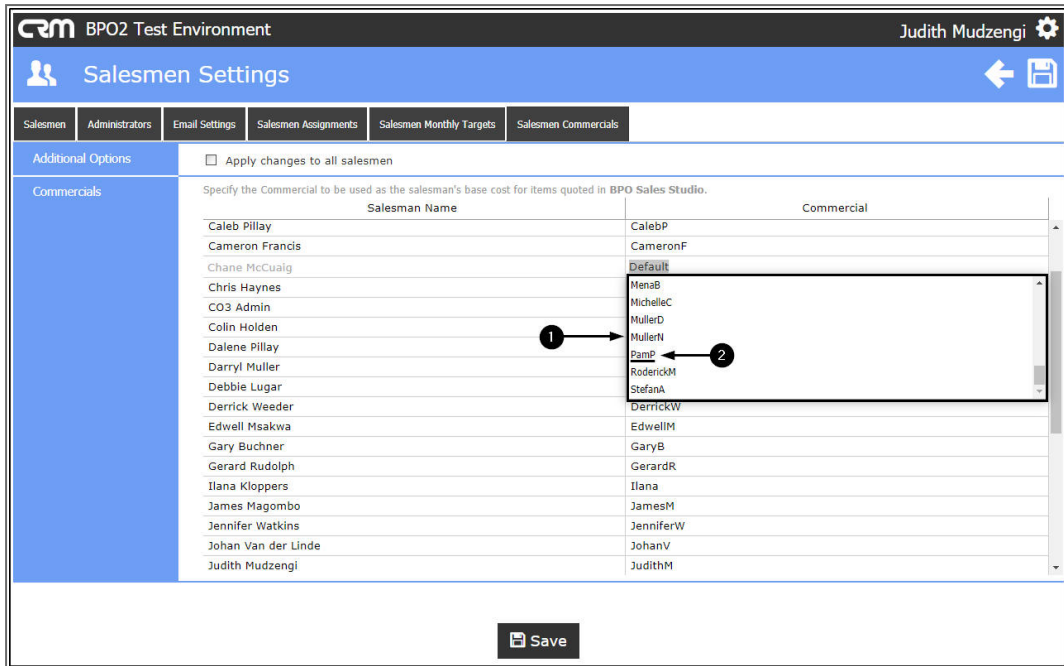 CRM BPO2 Test Environment Judith Mudzengi
Salesmen Settings
Salesmen Administrators Email Settings Salesmen Assignments Salesmen Monthly Targets Salesmen Commercials
Additional Options Apply changes to all salesmen
Commercials Specify the Commercial to be used as the salesman's base cost for items quoted in BPO Sales Studio.
Salesman Name Commercial
Caleb Pillay CalebP
Cameron Francis CameronF
Chane McCuaig Default
Chris Haynes MenaB
CO3 Admin MichelleC
Colin Holden MullerD
1 MullerN
Dalene Pillay PamP 2
Darryl Muller RoderickM
Debbie Lugar StefanA
Derrick Weeder DerrickW
Edwell Msakwa EdwellM
Gary Buchner GaryB
Gerard Rudolph GerardR
Ilana Kloppers Ilana
James Magombo JamesM
Jennifer Watkins JenniferW
Johan Van der Linde JohanV
Judith Mudzengi JudithM
Save